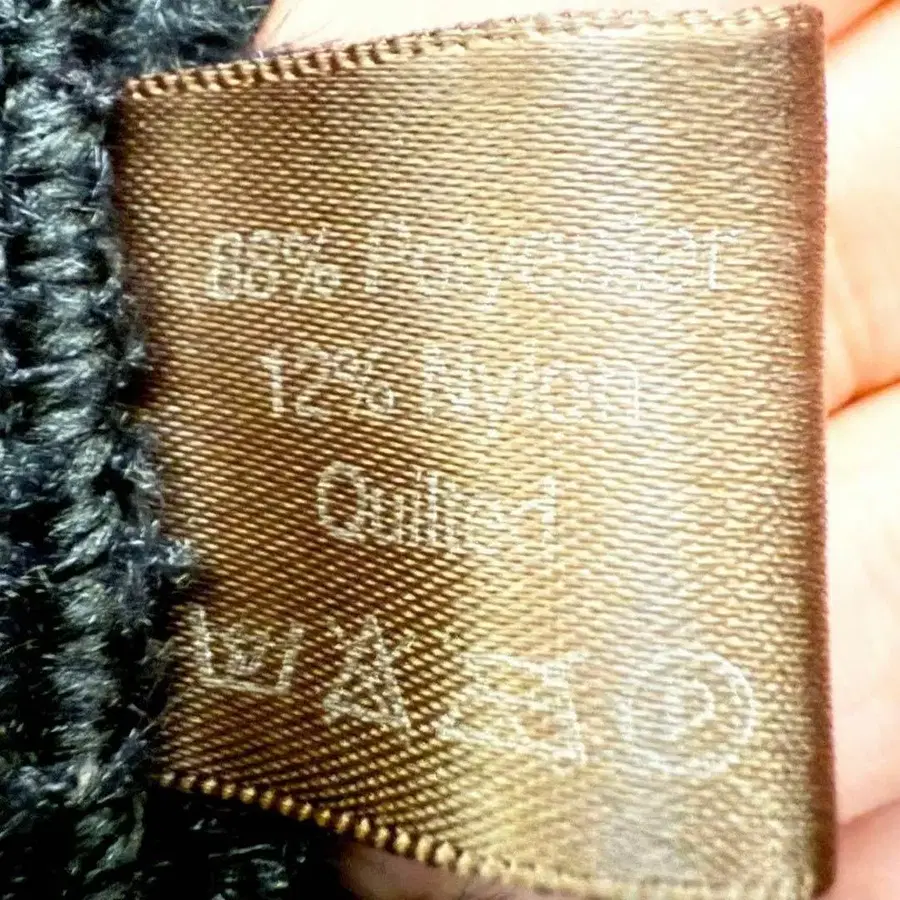 88% Polyester
12% Nylon
Quilted
P